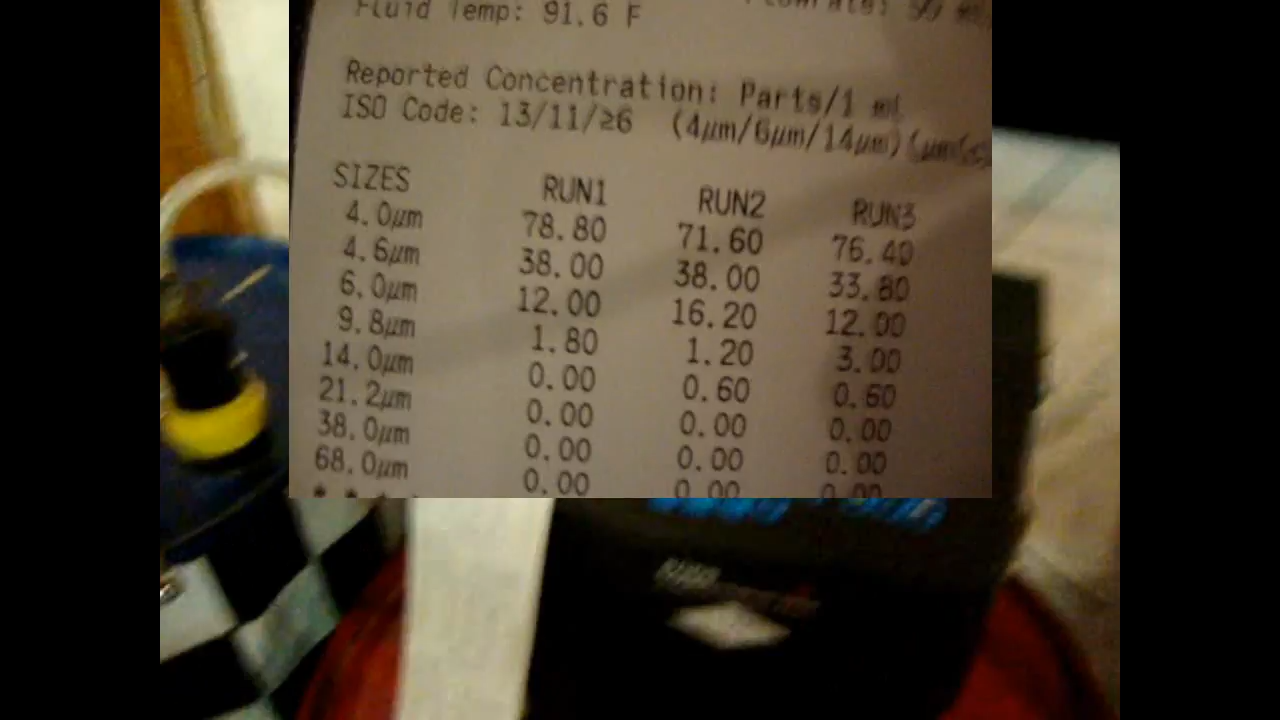 Fluid Temp: 91.6 F
Reported Concentration: Parts/1 ml
ISO Code: 13/11/≥6 (4µm/6µm/14µm)
SIZES RUN1 RUN2 RUN3
4.0µm 78.80 71.60 76.40
4.6µm 38.00 38.00 33.80
6.0µm 12.00 16.20 12.00
9.8µm 1.80 1.20 3.00
14.0µm 0.00 0.60 0.60
21.2µm 0.00 0.00 0.00
38.0µm 0.00 0.00 0.00
68.0µm 0.00 0.00 0.00